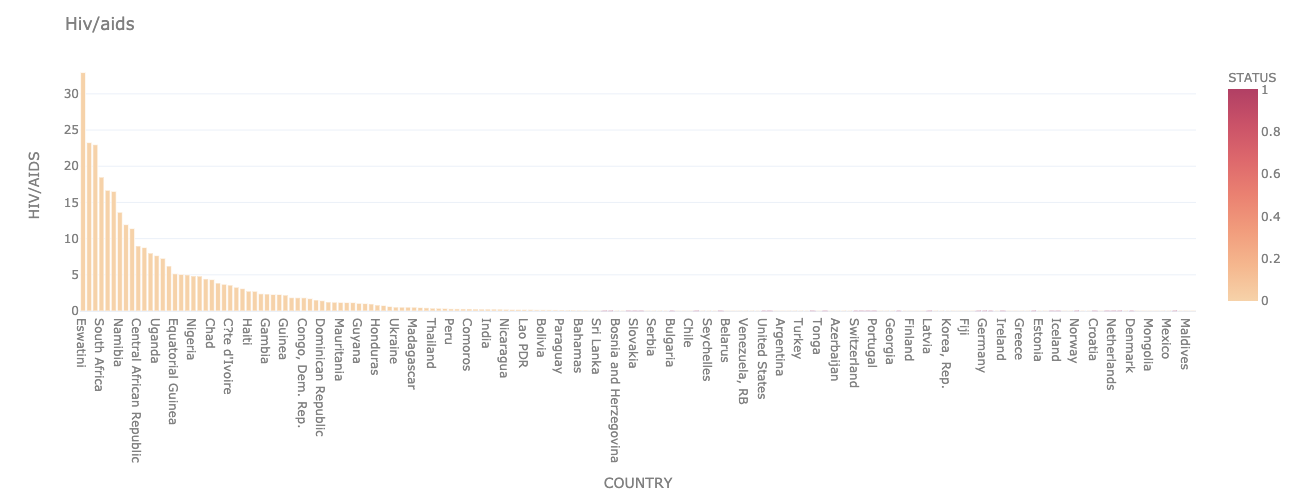 Hiv/aids
STATUS
HIV/AIDS
30
25
20
15
10
5
0
1
0.8
0.6
0.4
0.2
0
Eswatini
South Africa
Namibia
Central African Republic
Uganda
Equatorial Guinea
Nigeria
Chad
C?te d'Ivoire
Haiti
Gambia
Guinea
Congo, Dem. Rep.
Dominican Republic
Mauritania
Guyana
Honduras
Ukraine
Madagascar
Thailand
Peru
Comoros
India
Nicaragua
Lao PDR
Bolivia
Paraguay
Bahamas
Sri Lanka
Bosnia and Herzegovina
Slovakia
Serbia
Bulgaria
Chile
Seychelles
Belarus
Venezuela, RB
United States
Argentina
Turkey
Tonga
Azerbaijan
Switzerland
Portugal
Georgia
Finland
Latvia
Korea, Rep.
Fiji
Germany
Ireland
Greece
Estonia
Iceland
Norway
Croatia
Netherlands
Denmark
Mongolia
Mexico
Maldives
COUNTRY